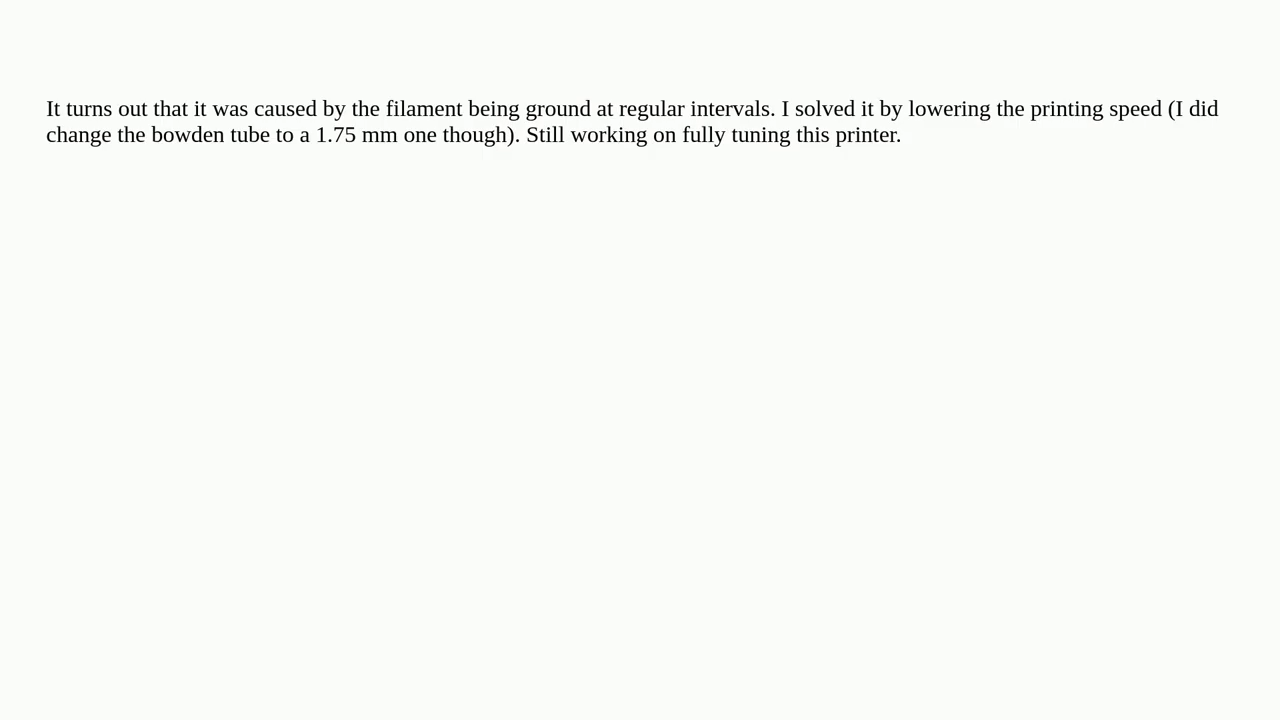 It turns out that it was caused by the filament being ground at regular intervals. I solved it by lowering the printing speed (I did
change the bowden tube to a 1.75 mm one though). Still working on fully tuning this printer.